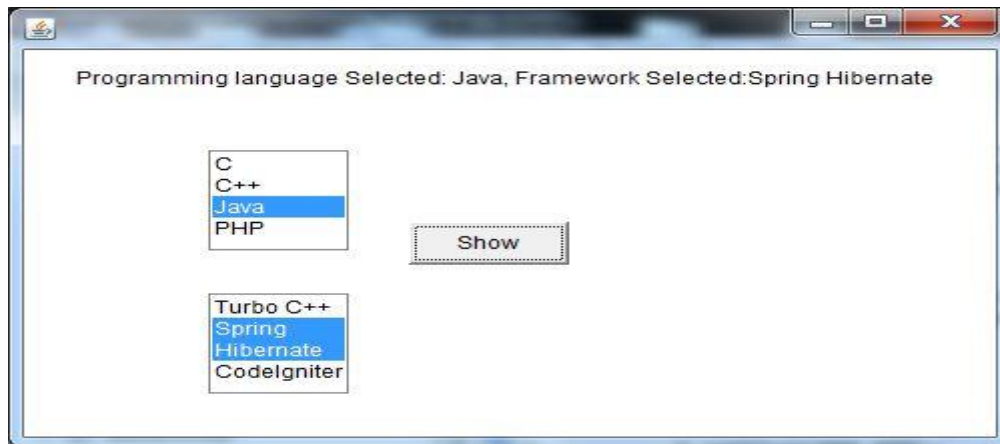 Programming language Selected: Java, Framework Selected:Spring Hibernate
C
C++
Java
PHP
Show
Turbo C++
Spring
Hibernate
CodeIgniter